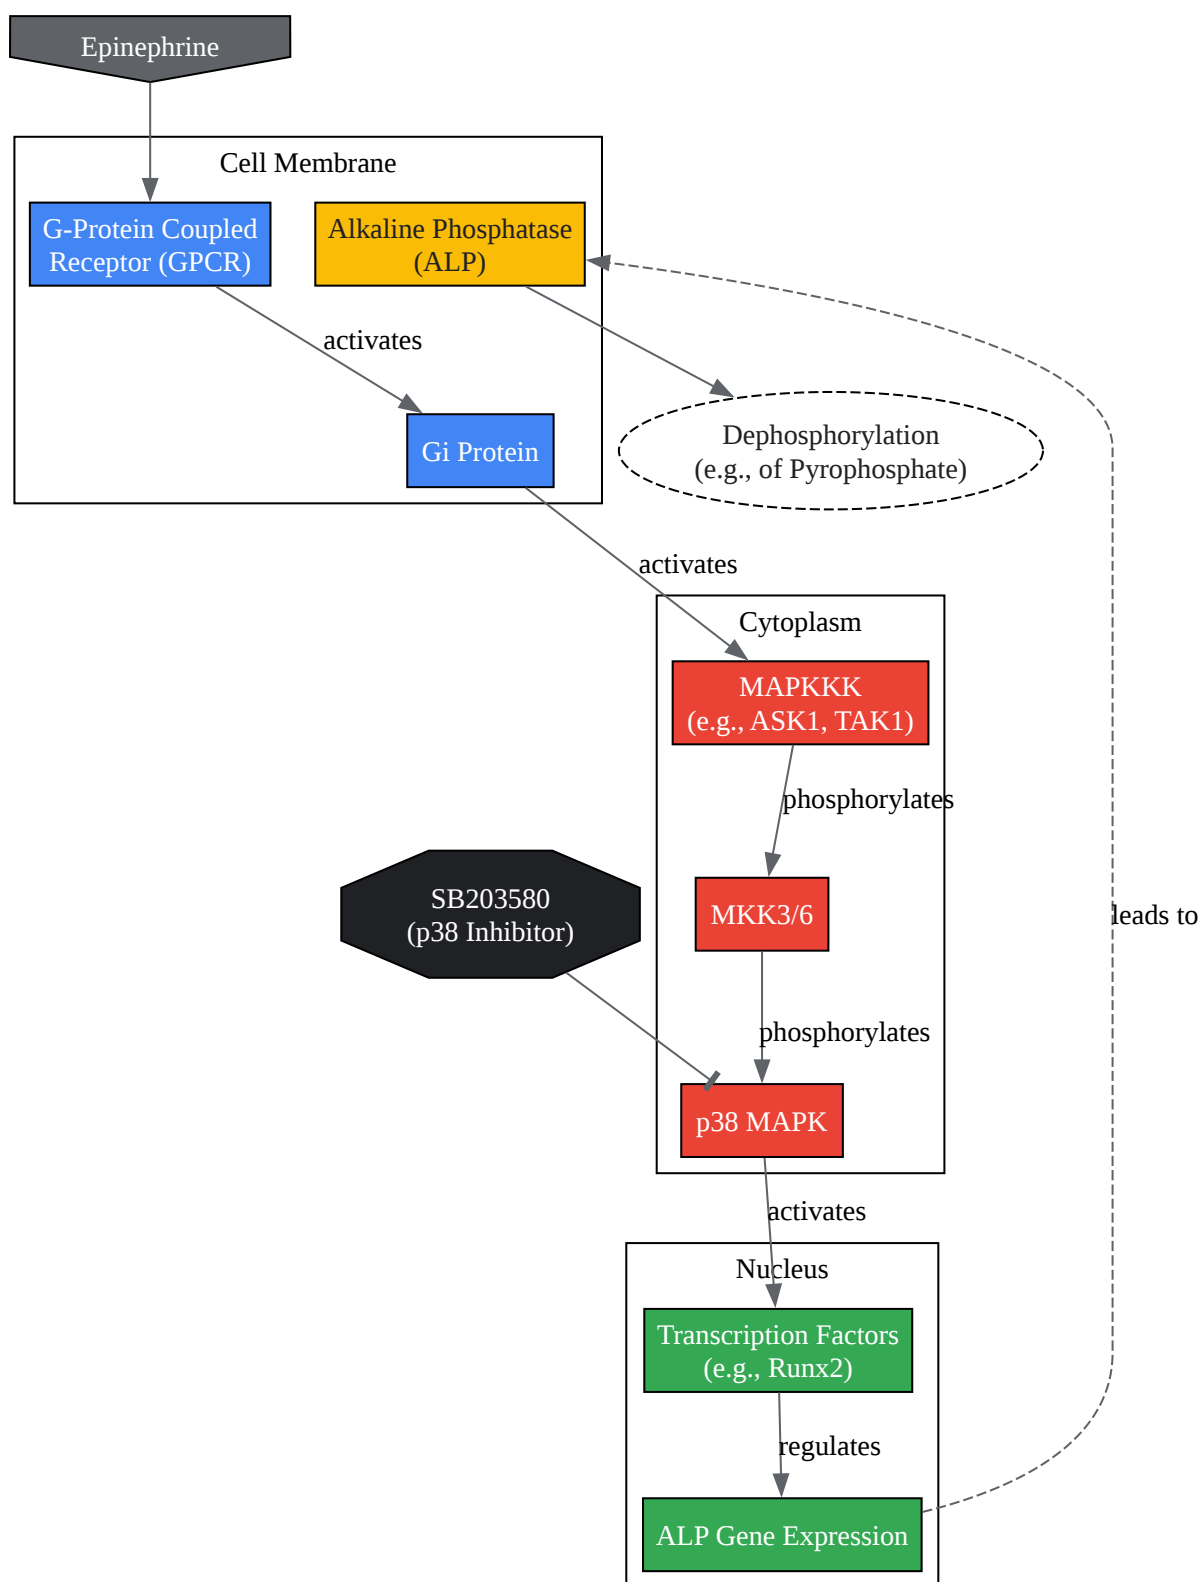 Epinephrine
Cell Membrane
G-Protein Coupled
Receptor (GPCR)
Alkaline Phosphatase
(ALP)
activates
Dephosphorylation
(e.g., of Pyrophosphate)
Gi Protein
activates
Cytoplasm
MAPKKK
(e.g., ASK1, TAK1)
phosphorylates
SB203580
(p38 Inhibitor)
MKK3/6
leads to
phosphorylates
p38 MAPK
activates
Nucleus
Transcription Factors
(e.g., Runx2)
regulates
ALP Gene Expression